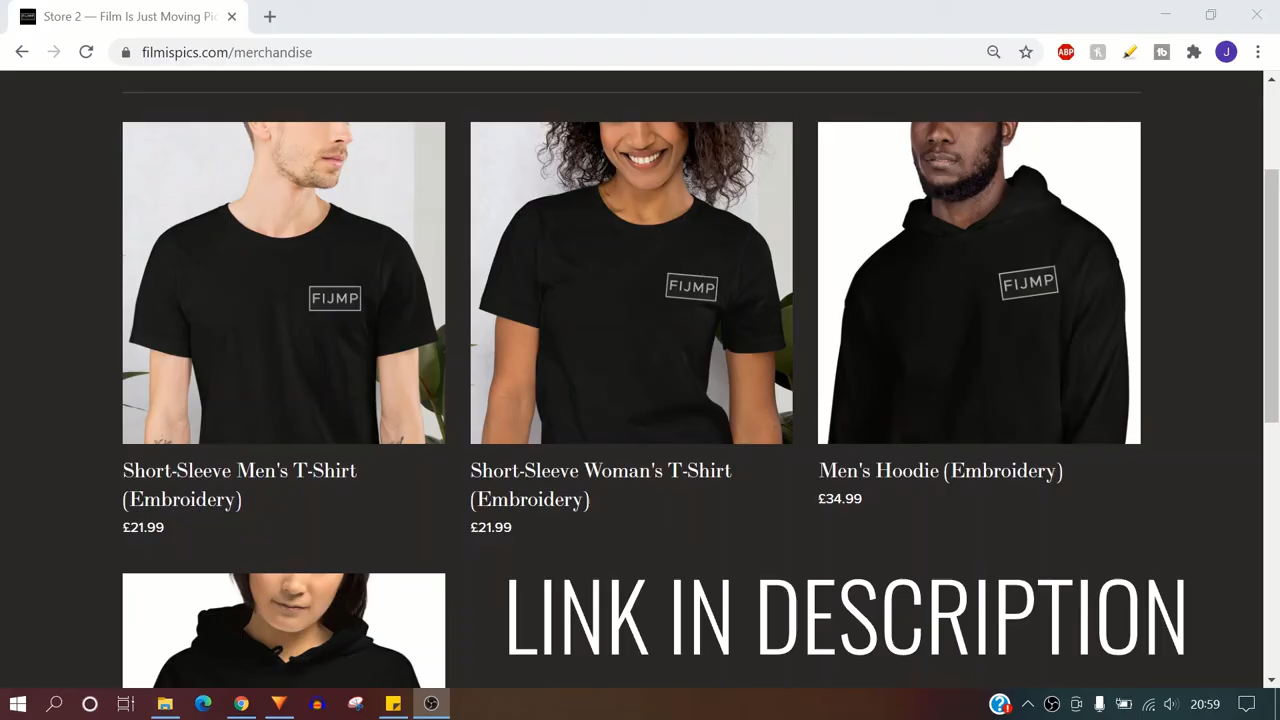 Store 2 — Film Is Just Moving Pic
filmispics.com/merchandise
ABP
J
FIJMP
FIJMP
FIJMP
Short-Sleeve Men's T-Shirt
(Embroidery)
£21.99
Short-Sleeve Woman's T-Shirt
(Embroidery)
£21.99
Men's Hoodie (Embroidery)
£34.99
LINK IN DESCRIPTION
20:59